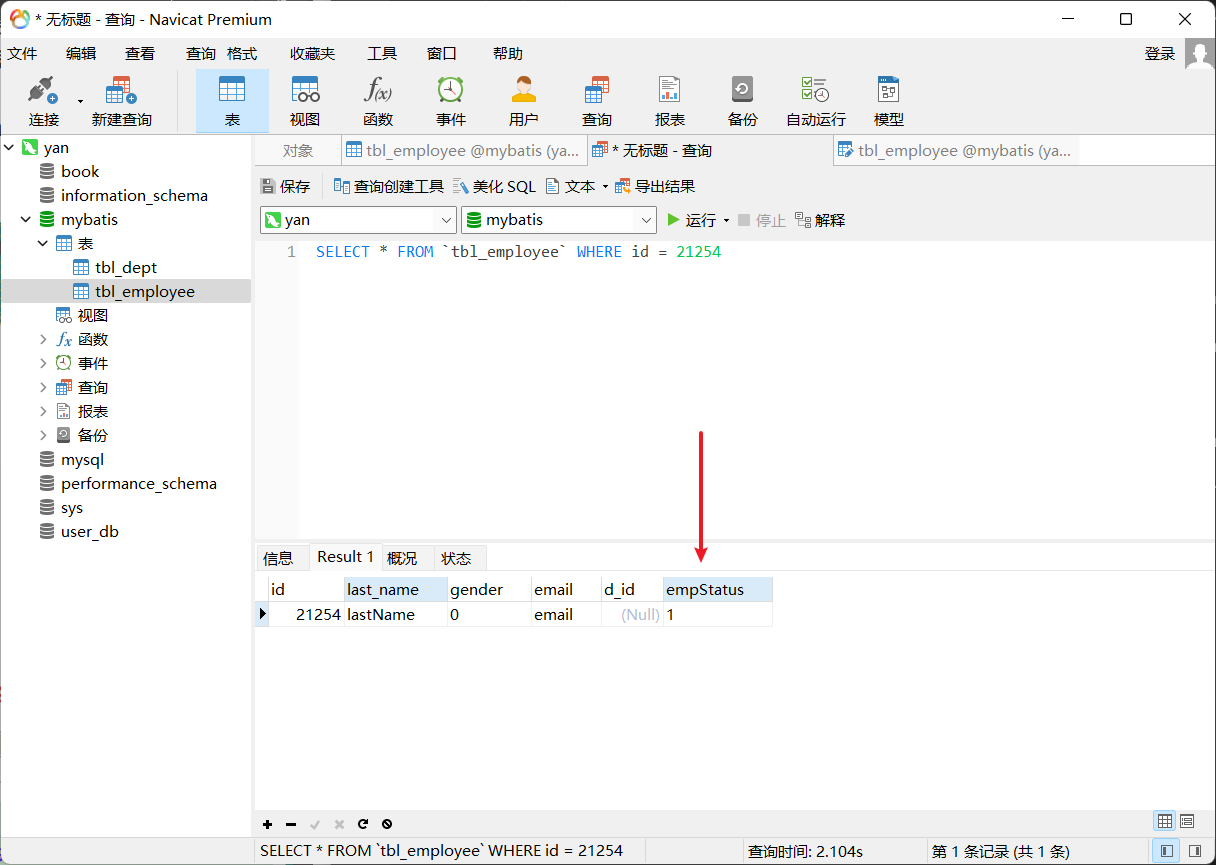 * 无标题 - 查询 - Navicat Premium
文件 编辑 查看 查询 格式 收藏夹 工具 窗口 帮助 登录
连接 新建查询 表 视图 函数 事件 用户 查询 报表 备份 自动运行 模型
yan
book
information_schema
mybatis
表
tbl_dept
tbl_employee
视图
函数
事件
查询
报表
备份
mysql
performance_schema
sys
user_db
对象 tbl_employee @mybatis (ya... * 无标题 - 查询 tbl_employee @mybatis (ya...
保存 查询创建工具 美化 SQL 文本 导出结果
yan mybatis 运行 停止 解释
1 SELECT * FROM `tbl_employee` WHERE id = 21254
信息 Result 1 概况 状态
id last_name gender email d_id empStatus
21254 lastName 0 email (Null) 1
SELECT * FROM `tbl_employee` WHERE id = 21254 查询时间: 2.104s 第 1 条记录 (共 1 条)